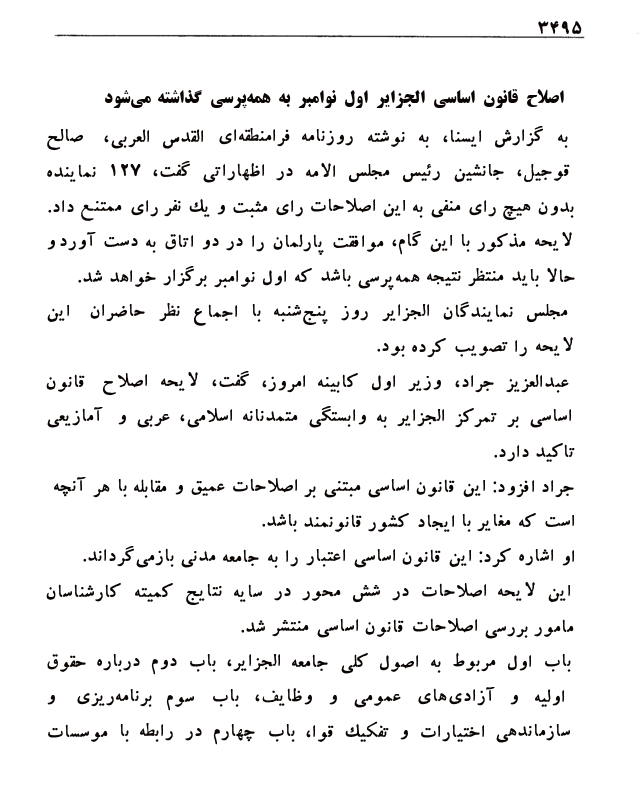 ۳۴۹۵
اصلاح قانون اساسی الجزایر اول نوامبر به همه‌پرسی گذاشته می‌شود
به گزارش ایسنا، به نوشته روزنامه فرامنطقه‌ای القدس العربی، صالح
قوجیل، جانشین رئیس مجلس الامه در اظهاراتی گفت، ۱۲۷ نماینده
بدون هیچ رای منفی به این اصلاحات رای مثبت و یك نفر رای ممتنع داد.
لایحه مذکور با این گام، موافقت پارلمان را در دو اتاق به دست آورد و
حالا باید منتظر نتیجه همه‌پرسی باشد که اول نوامبر برگزار خواهد شد.
مجلس نمایندگان الجزایر روز پنج‌شنبه با اجماع نظر حاضران این
لایحه را تصویب کرده بود.
عبدالعزیز جراد، وزیر اول کابینه امروز، گفت، لایحه اصلاح قانون
اساسی بر تمرکز الجزایر به وابستگی متمدنانه اسلامی، عربی و آمازیعی
تاکید دارد.
جراد افزود: این قانون اساسی مبتنی بر اصلاحات عمیق و مقابله با هر آنچه
است که مغایر با ایجاد کشور قانونمند باشد.
او اشاره کرد: این قانون اساسی اعتبار را به جامعه مدنی بازمی‌گرداند.
این لایحه اصلاحات در شش محور در سایه نتایج کمیته کارشناسان
مامور بررسی اصلاحات قانون اساسی منتشر شد.
باب اول مربوط به اصول کلی جامعه الجزایر، باب دوم درباره حقوق
اولیه و آزادی‌های عمومی و وظایف، باب سوم برنامه‌ریزی و
سازماندهی اختیارات و تفکیك قوا، باب چهارم در رابطه با موسسات